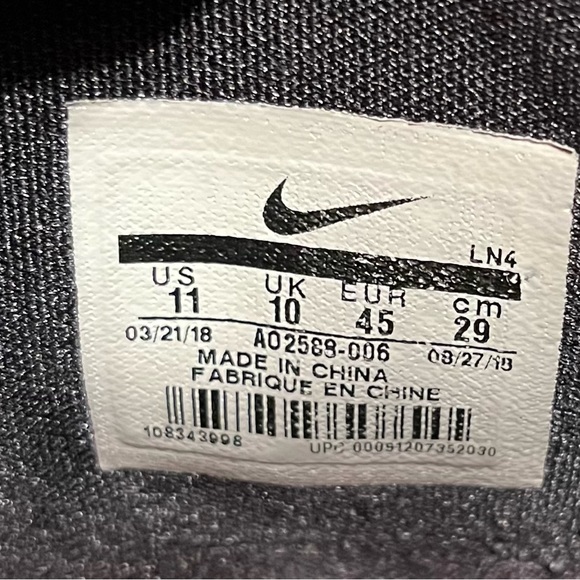 LN4
US UK EUR cm
11 10 45 29
03/21/18 AO2588-006 08/27/18
MADE IN CHINA
FABRIQUE EN CHINE
108343998
UPC 00091207352030